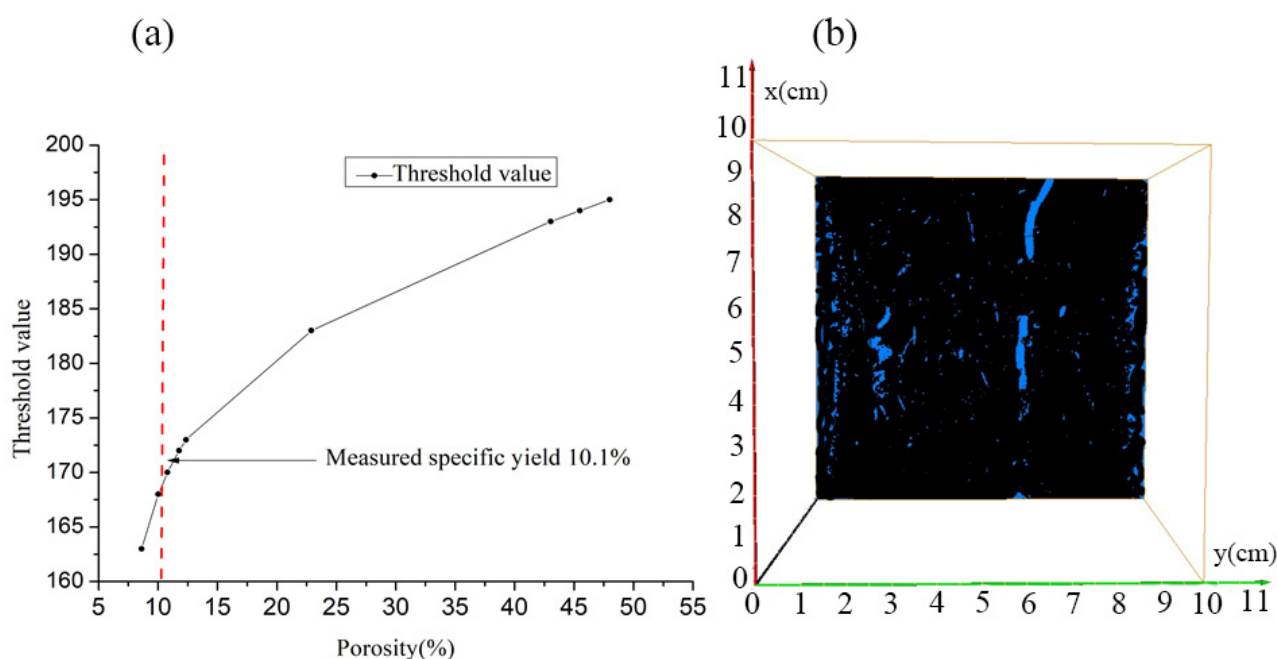 (a)
200
195
190
185
180
175
170
165
160
Threshold value
Threshold value
Measured specific yield 10.1%
5 10 15 20 25 30 35 40 45 50 55
Porosity(%)
(b)
11
x(cm)
10
9
8
7
6
5
4
3
2
1
0
y(cm)
0 1 2 3 4 5 6 7 8 9 10 11